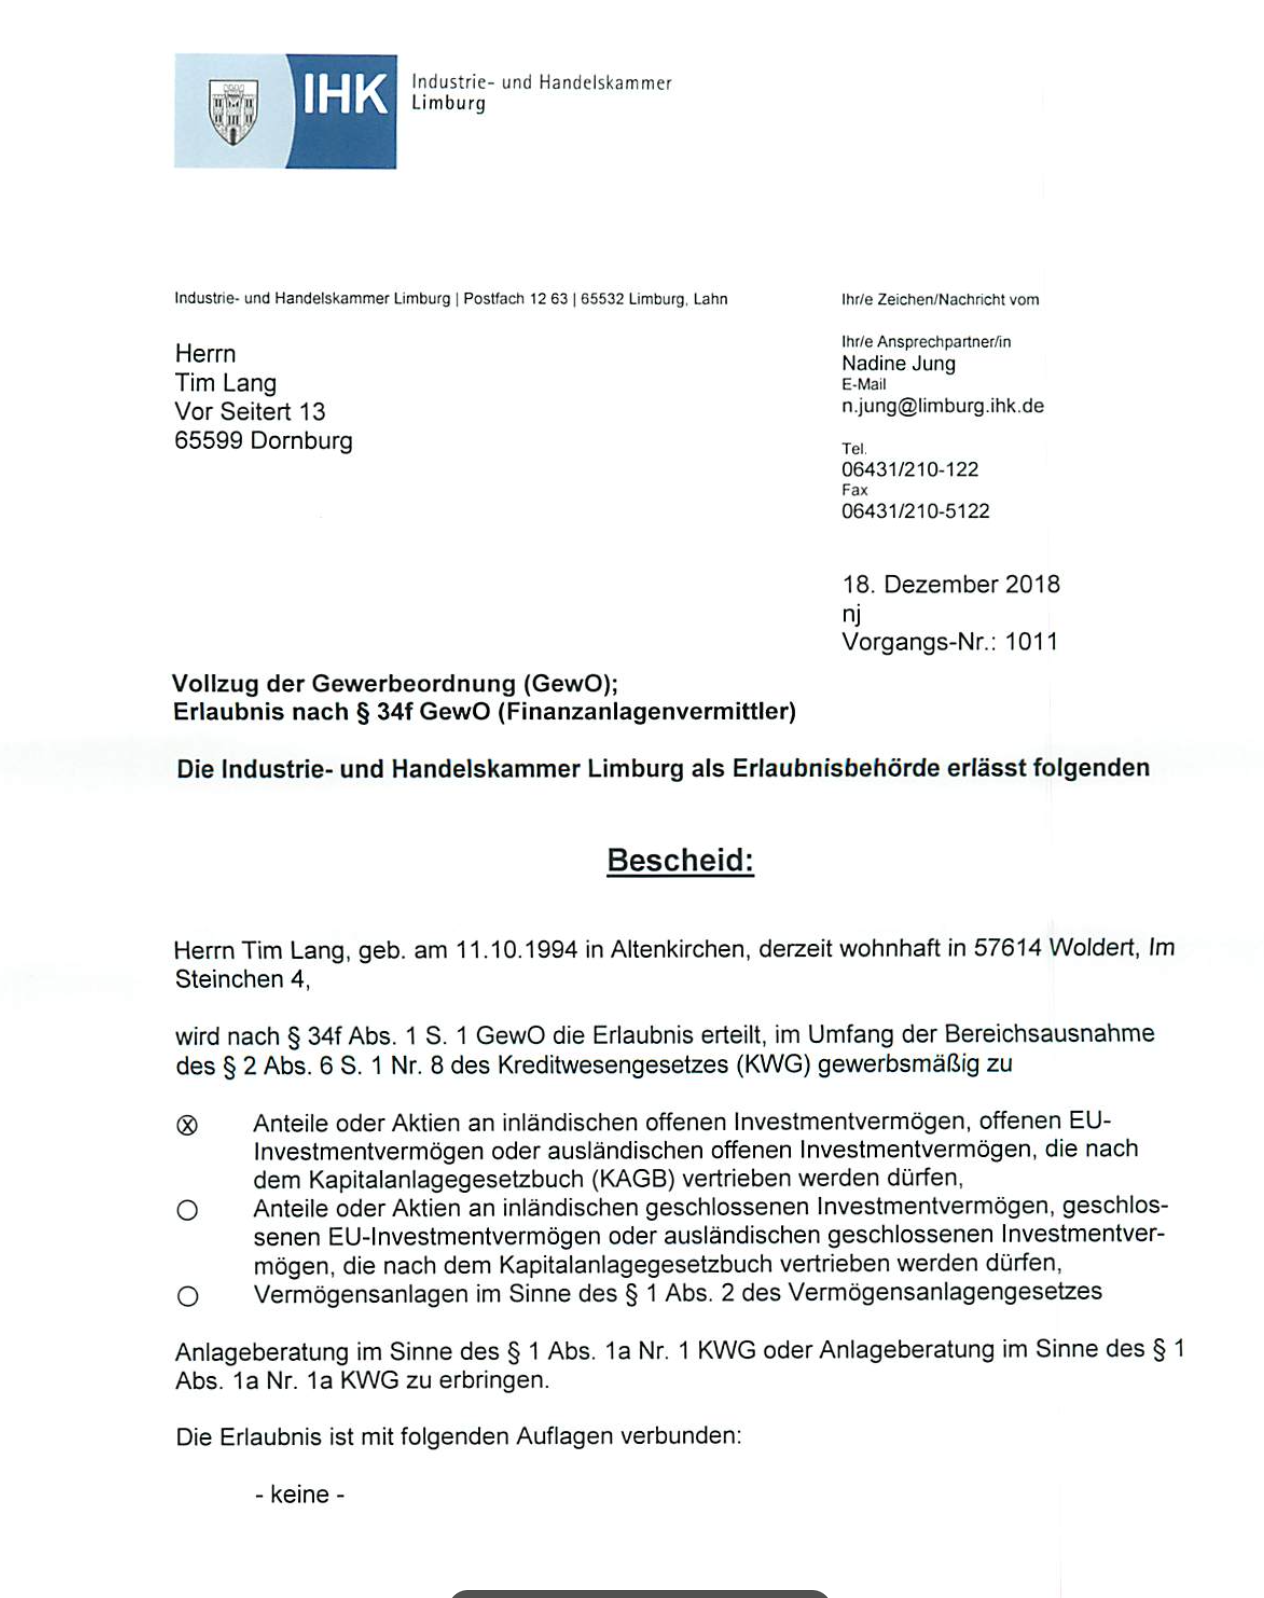 IHK
Industrie- und Handelskammer
Limburg
Industrie- und Handelskammer Limburg | Postfach 12 63 | 65532 Limburg, Lahn
Herrn
Tim Lang
Vor Seitert 13
65599 Dornburg
Ihr/e Zeichen/Nachricht vom
Ihr/e Ansprechpartner/in
Nadine Jung
E-Mail
n.jung@limburg.ihk.de
Tel.
06431/210-122
Fax
06431/210-5122
18. Dezember 2018
nj
Vorgangs-Nr.: 1011
Vollzug der Gewerbeordnung (GewO);
Erlaubnis nach § 34f GewO (Finanzanlagenvermittler)
Die Industrie- und Handelskammer Limburg als Erlaubnisbehörde erlässt folgenden
Bescheid:
Herrn Tim Lang, geb. am 11.10.1994 in Altenkirchen, derzeit wohnhaft in 57614 Woldert, Im
Steinchen 4,
wird nach § 34f Abs. 1 S. 1 GewO die Erlaubnis erteilt, im Umfang der Bereichsausnahme
des § 2 Abs. 6 S. 1 Nr. 8 des Kreditwesengesetzes (KWG) gewerbsmäßig zu
Anteile oder Aktien an inländischen offenen Investmentvermögen, offenen EU-
Investmentvermögen oder ausländischen offenen Investmentvermögen, die nach
dem Kapitalanlagegesetzbuch (KAGB) vertrieben werden dürfen,
Anteile oder Aktien an inländischen geschlossenen Investmentvermögen, geschlos-
senen EU-Investmentvermögen oder ausländischen geschlossenen Investmentver-
mögen, die nach dem Kapitalanlagegesetzbuch vertrieben werden dürfen,
Vermögensanlagen im Sinne des § 1 Abs. 2 des Vermögensanlagengesetzes
Anlageberatung im Sinne des § 1 Abs. 1a Nr. 1 KWG oder Anlageberatung im Sinne des § 1
Abs. 1a Nr. 1a KWG zu erbringen.
Die Erlaubnis ist mit folgenden Auflagen verbunden:
- keine -